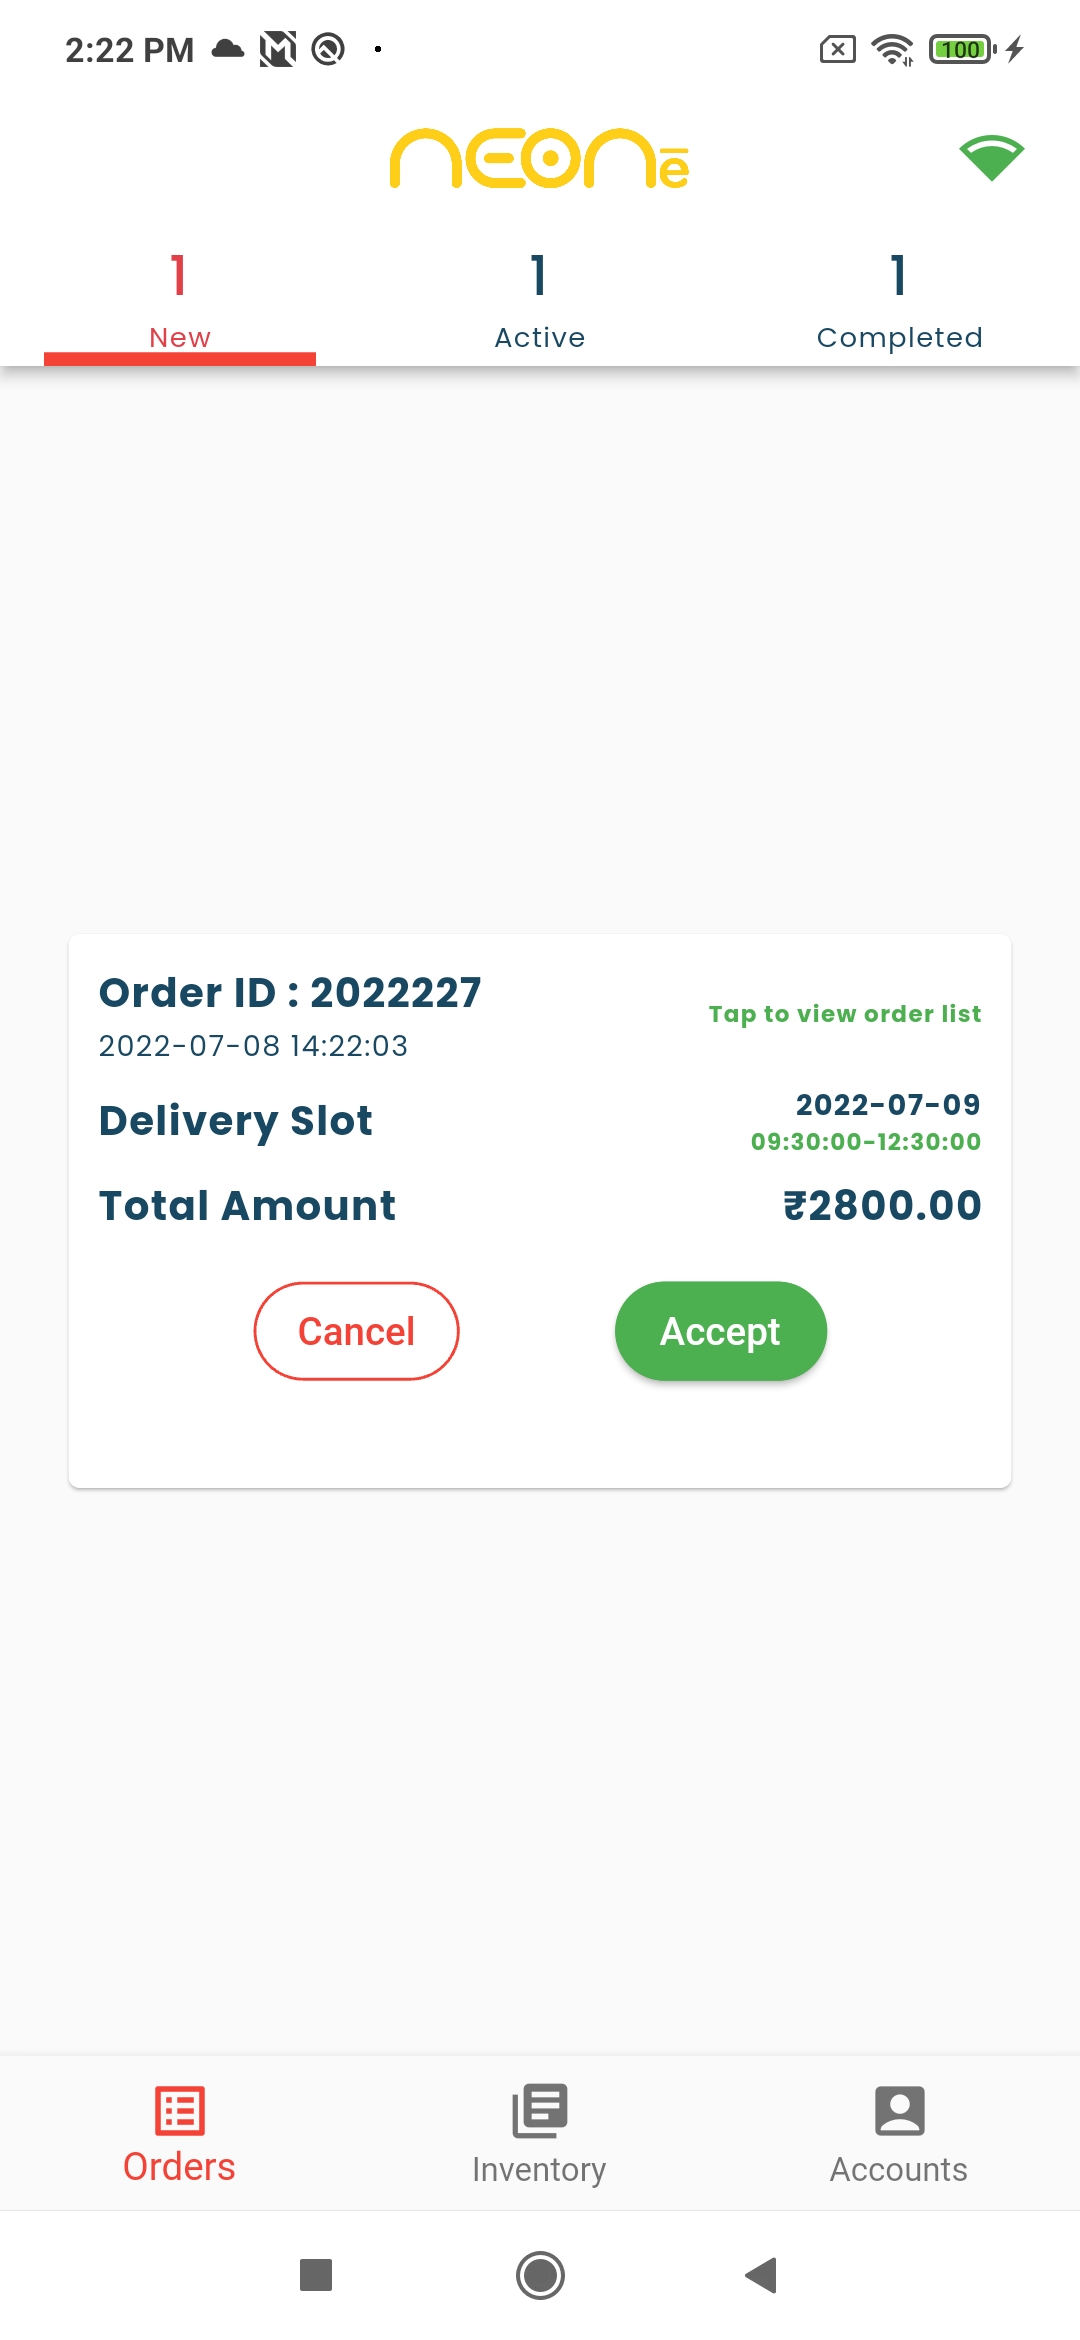 2:22 PM
100
neonē
1
New
1
Active
1
Completed
Order ID : 2022227
Tap to view order list
2022-07-08 14:22:03
Delivery Slot
2022-07-09
09:30:00-12:30:00
Total Amount
₹2800.00
Cancel
Accept
Orders
Inventory
Accounts